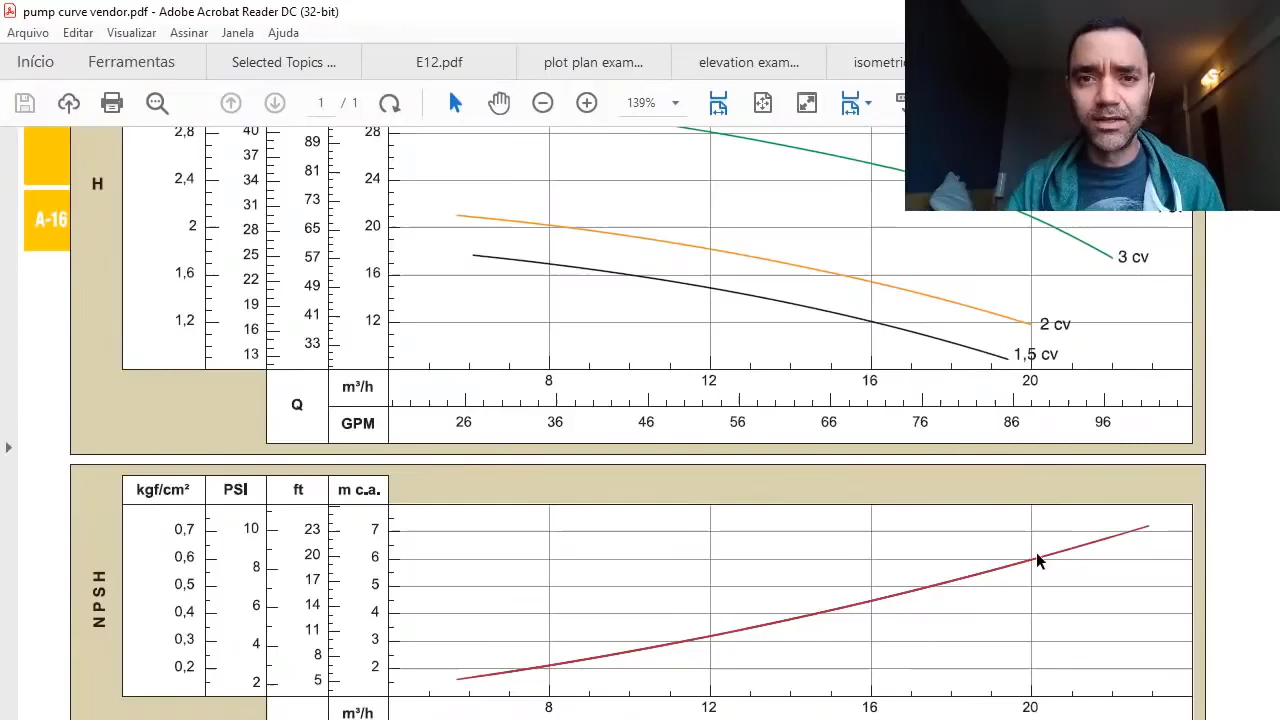 pump curve vendor.pdf - Adobe Acrobat Reader DC (32-bit)
Arquivo Editar Visualizar Assinar Janela Ajuda
Início Ferramentas Selected Topics ... E12.pdf plot plan exam... elevation exam... isometri
1 / 1 139%
A-16
H
2,8 40 89 28
37 81
2,4 34 24
31 73
2 28 65 20
25 57
1,6 22 49 16
19 41
1,2 16 33 12
13
3 cv
2 cv
1,5 cv
Q
m³/h 8 12 16 20
GPM 26 36 46 56 66 76 86 96
kgf/cm² PSI ft m c.a.
NPSH
0,7 10 23 7
0,6 8 20 6
0,5 17 5
0,4 6 14 4
0,3 4 11 3
0,2 8 2
2 5
m³/h 8 12 16 20